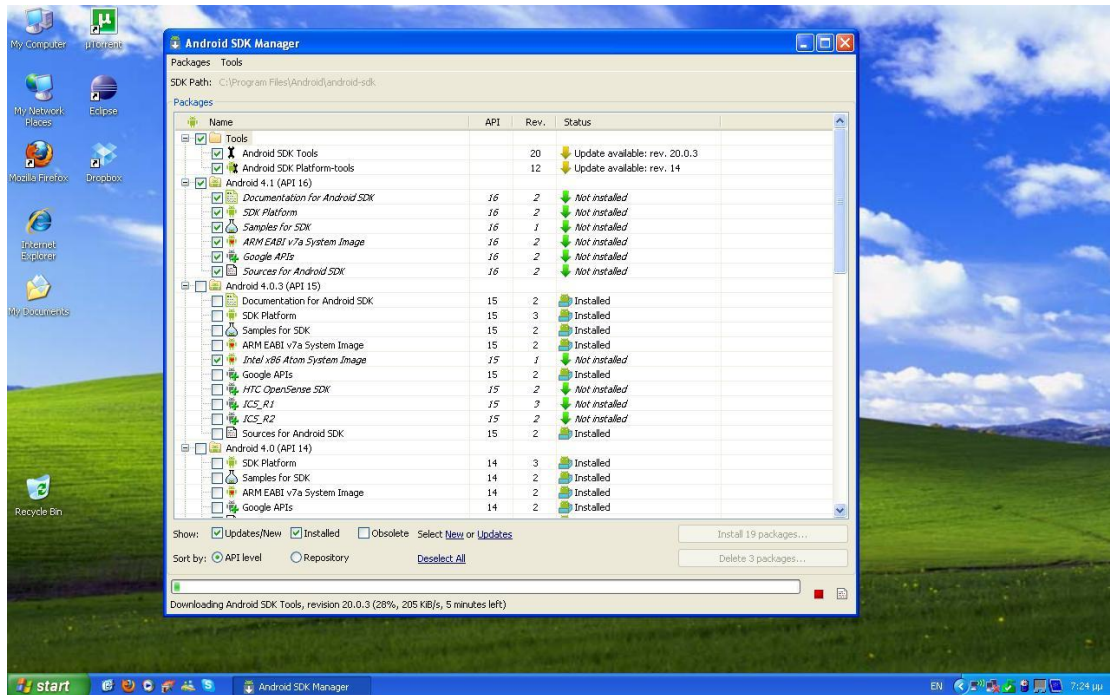 My Computer
µTorrent
My Network Places
Eclipse
Mozilla Firefox
Dropbox
Internet Explorer
My Documents
Recycle Bin
Android SDK Manager
Packages Tools
SDK Path: C:\Program Files\Android\android-sdk
Packages
Name API Rev. Status
Tools
Android SDK Tools 20 Update available: rev. 20.0.3
Android SDK Platform-tools 12 Update available: rev. 14
Android 4.1 (API 16)
Documentation for Android SDK 16 2 Not installed
SDK Platform 16 2 Not installed
Samples for SDK 16 1 Not installed
ARM EABI v7a System Image 16 2 Not installed
Google APIs 16 2 Not installed
Sources for Android SDK 16 2 Not installed
Android 4.0.3 (API 15)
Documentation for Android SDK 15 2 Installed
SDK Platform 15 3 Installed
Samples for SDK 15 2 Installed
ARM EABI v7a System Image 15 2 Installed
Intel x86 Atom System Image 15 1 Not installed
Google APIs 15 2 Installed
HTC OpenSense SDK 15 2 Not installed
ICS_R1 15 3 Not installed
ICS_R2 15 2 Not installed
Sources for Android SDK 15 2 Installed
Android 4.0 (API 14)
SDK Platform 14 3 Installed
Samples for SDK 14 2 Installed
ARM EABI v7a System Image 14 2 Installed
Google APIs 14 2 Installed
Show: Updates/New Installed Obsolete Select New or Updates Install 19 packages...
Sort by: API level Repository Deselect All Delete 3 packages...
Downloading Android SDK Tools, revision 20.0.3 (28%, 205 KiB/s, 5 minutes left)
start Android SDK Manager EN 7:24 μμ